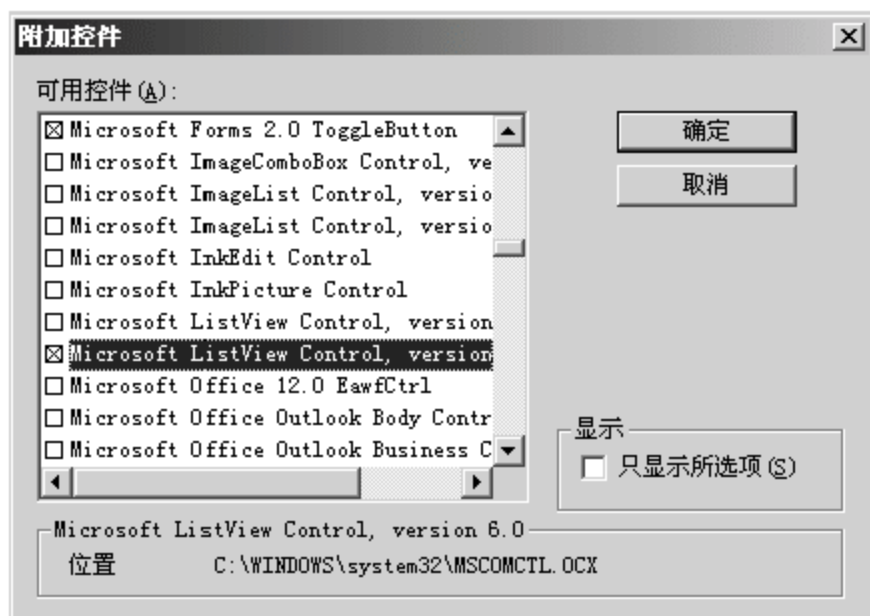 附加控件
可用控件(A):
Microsoft Forms 2.0 ToggleButton
Microsoft ImageComboBox Control, ve
Microsoft ImageList Control, versio
Microsoft ImageList Control, versio
Microsoft InkEdit Control
Microsoft InkPicture Control
Microsoft ListView Control, version
Microsoft ListView Control, version
Microsoft Office 12.0 EawfCtrl
Microsoft Office Outlook Body Contr
Microsoft Office Outlook Business C
确定
取消
显示
只显示所选项(S)
Microsoft ListView Control, version 6.0
位置 C:\WINDOWS\system32\MSCOMCTL.OCX